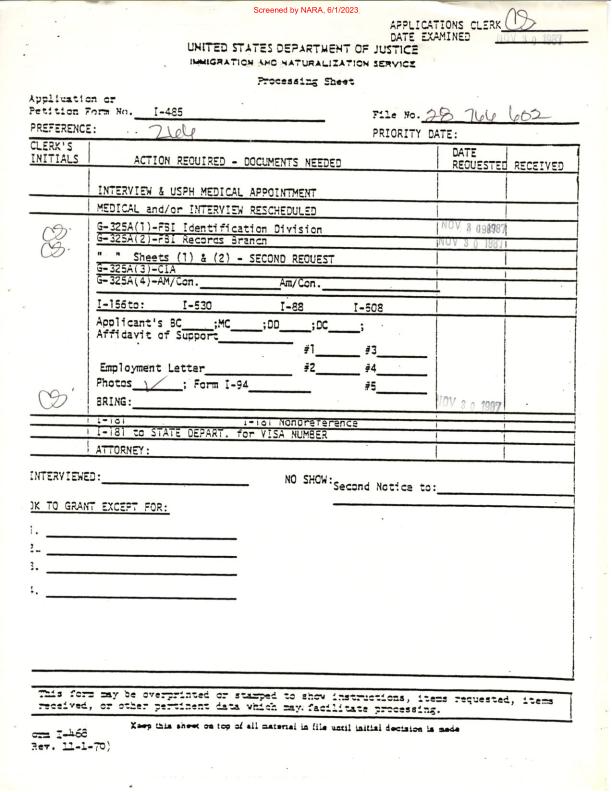 Screened by NARA, 6/1/2023
APPLICATIONS CLERK CS
DATE EXAMINED NOV 30 1987
UNITED STATES DEPARTMENT OF JUSTICE
IMMIGRATION AND NATURALIZATION SERVICE
Processing Sheet
Application or
Petition Form No. I-485 File No. 28 766 602
PREFERENCE: PRIORITY DATE:
CLERK'S INITIALS ACTION REQUIRED - DOCUMENTS NEEDED DATE REQUESTED RECEIVED
INTERVIEW & USPH MEDICAL APPOINTMENT
MEDICAL and/or INTERVIEW RESCHEDULED
CS G-325A(1)-FBI Identification Division NOV
CS G-325A(2)-FBI Records Branch NOV 30 1987
" " Sheets (1) & (2) - SECOND REQUEST
G-325A(3)-CIA
G-325A(4)-AM/Con. Am/Con.
I-156to: I-530 I-88 I-508
Applicant's BC ;MC ;DD ;DC ;
Affidavit of Support
#1 #3
Employment Letter #2 #4
Photos ✓ ; Form I-94 #5
CS BRING: NOV 30 1987
I-181 I-181 Nonpreference
I-181 to STATE DEPART. for VISA NUMBER
ATTORNEY:
INTERVIEWED: NO SHOW: Second Notice to:
OK TO GRANT EXCEPT FOR:
1.
2.
3.
4.
This form may be overprinted or stamped to show instructions, items requested, items
received, or other pertinent data which may facilitate processing.
Keep this sheet on top of all material in file until initial decision is made
orm I-468
Rev. 11-1-70)